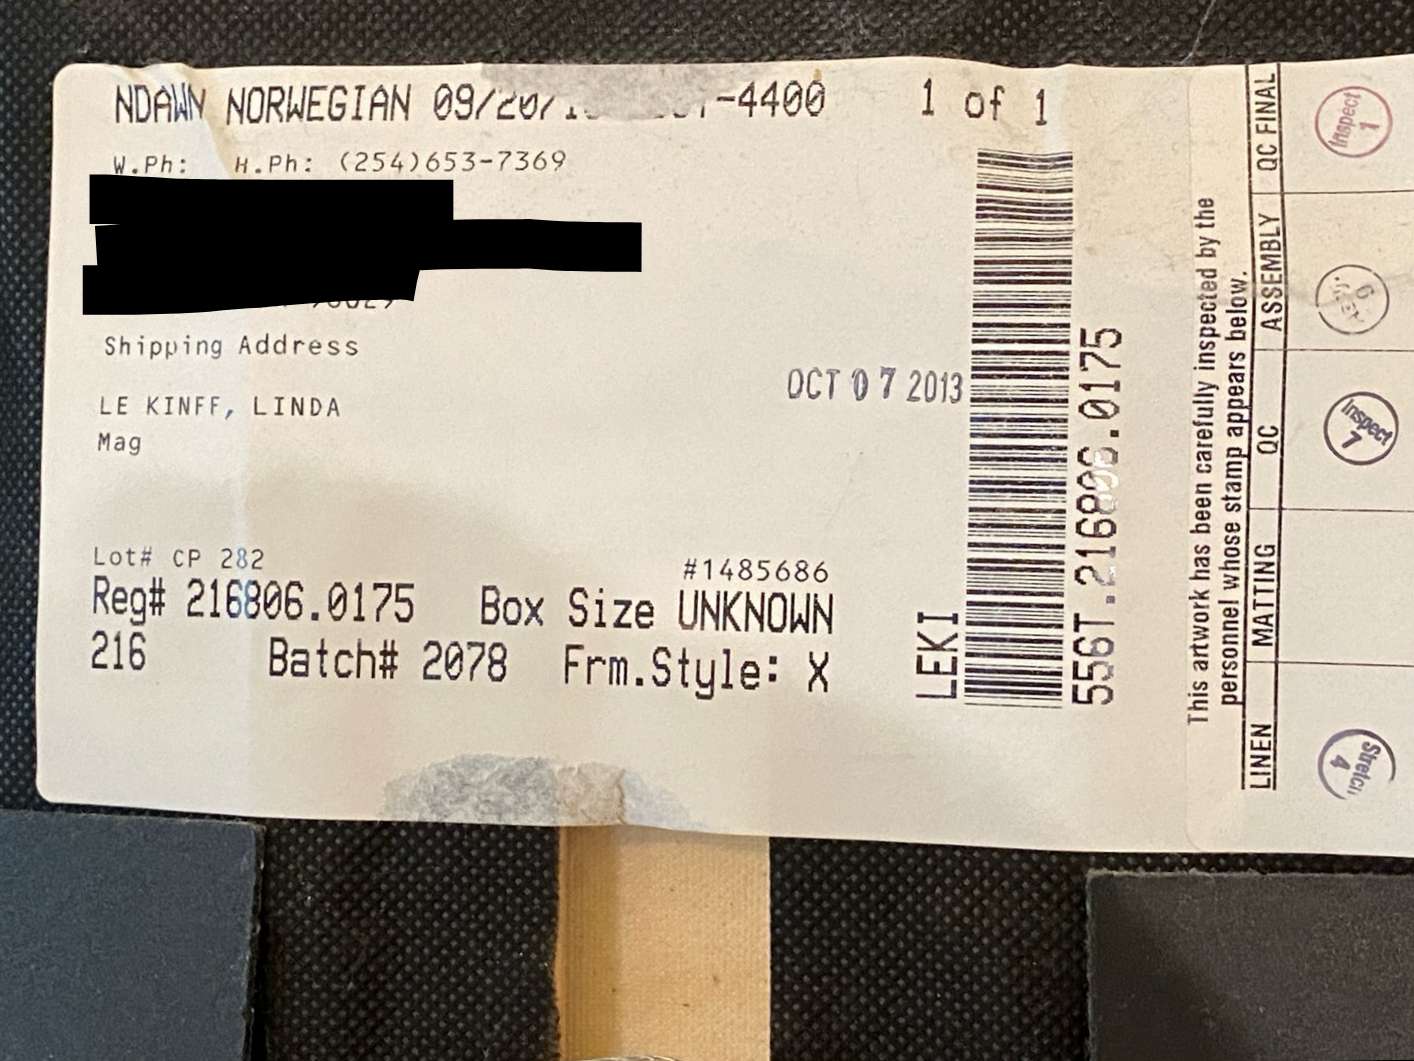 NDAWN NORWEGIAN 09/20/1 -4400 1 of 1
W.Ph: H.Ph: (254)653-7369
Shipping Address
LE KINFF, LINDA
Mag
OCT 07 2013
Lot# CP 282
#1485686
Reg# 216806.0175 Box Size UNKNOWN
216 Batch# 2078 Frm.Style: X
LEKI
556T.216806.0175
This artwork has been carefully inspected by the
personnel whose stamp appears below.
LINEN MATTING QC ASSEMBLY QC FINAL
Stretch 4
Inspect 7
6
Inspect 1